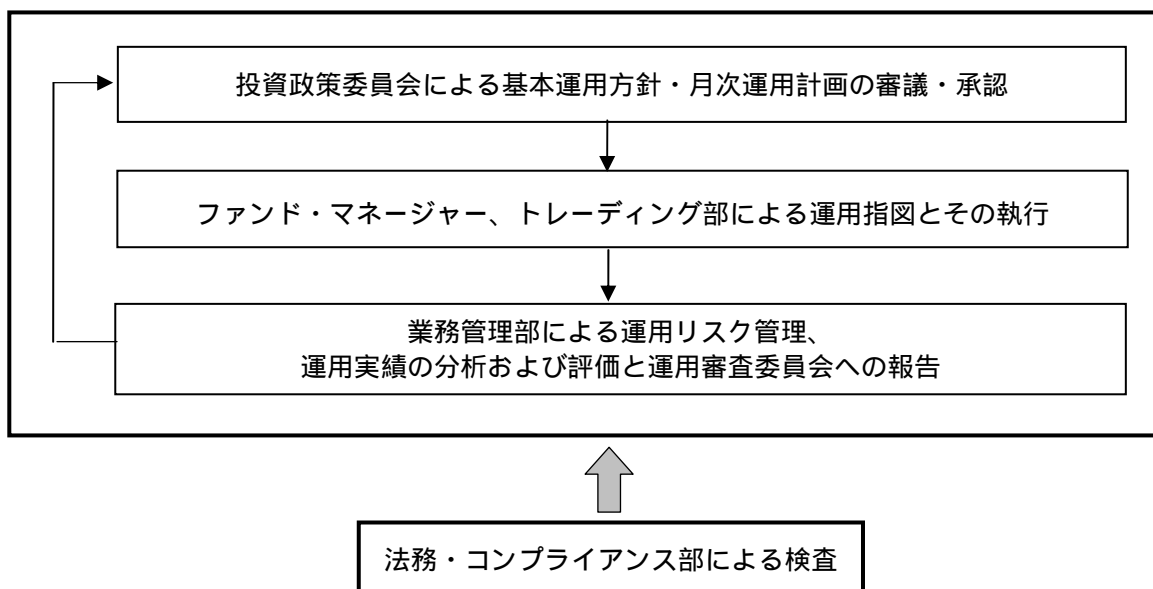 投資政策委員会による基本運用方針・月次運用計画の審議・承認
ファンド・マネージャー、トレーディング部による運用指図とその執行
業務管理部による運用リスク管理、
運用実績の分析および評価と運用審査委員会への報告
法務・コンプライアンス部による検査